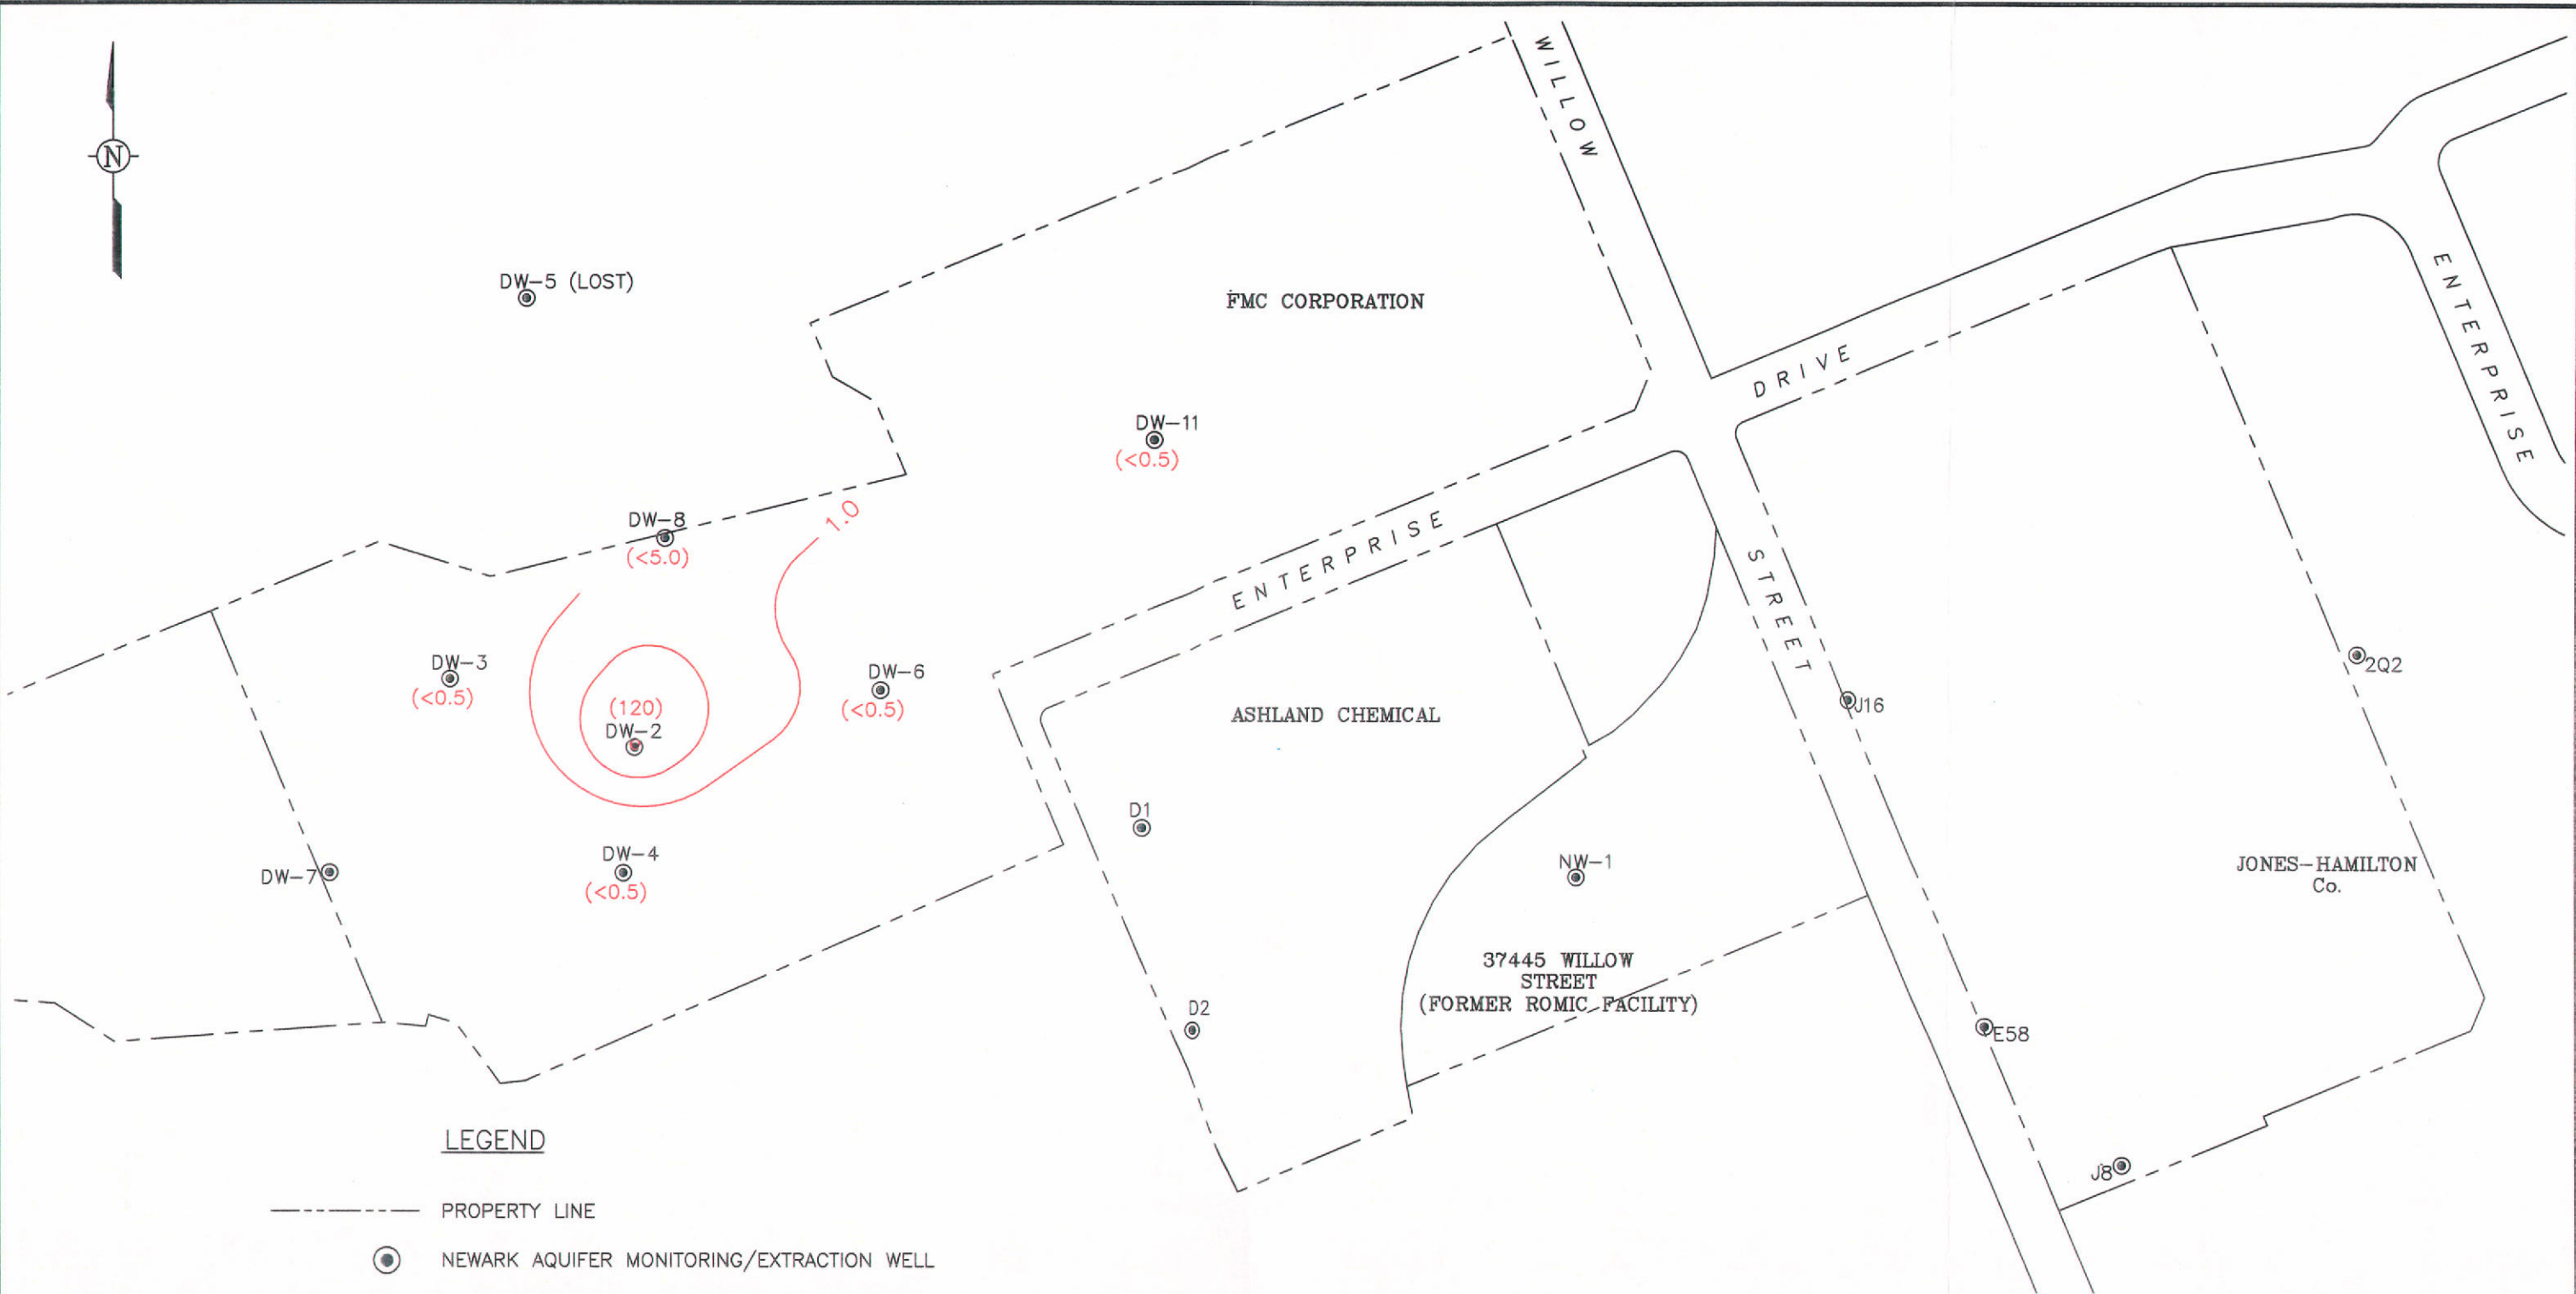 WILLOW
N
DW-5 (LOST)
FMC CORPORATION
ENTERPRISE
DRIVE
DW-11
(<0.5)
1.0
DW-8
(<5.0)
ENTERPRISE
STREET
DW-3
(<0.5)
DW-6
(<0.5)
2Q2
(120)
DW-2
ASHLAND CHEMICAL
J16
D1
DW-4
(<0.5)
DW-7
NW-1
JONES-HAMILTON
Co.
37445 WILLOW
STREET
(FORMER ROMIC FACILITY)
D2
E58
LEGEND
J8
PROPERTY LINE
NEWARK AQUIFER MONITORING/EXTRACTION WELL